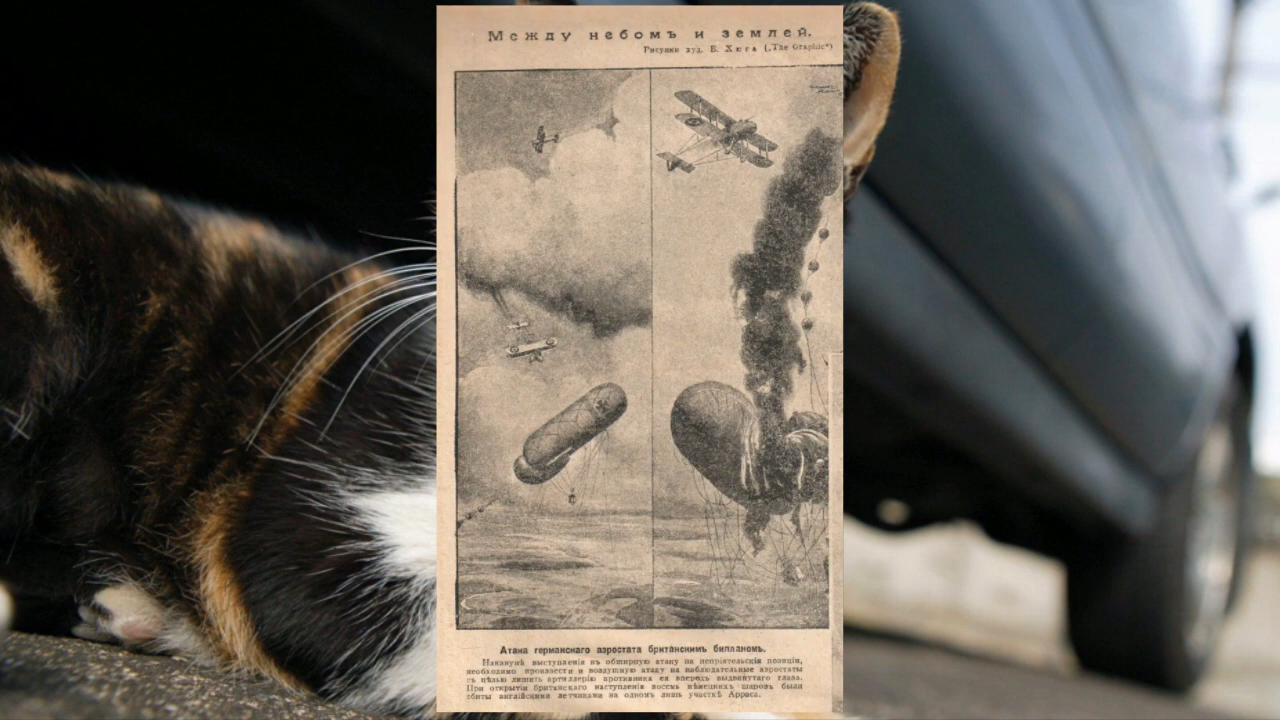 Между небомъ и землей.
Рисунки худ. Б. Хюга („The Graphic“)
Атака германскаго аэростата британскимъ бипланомъ.
Наканунѣ выступленія въ обширную атаку на непріятельскія позиціи,
необходимо произвести и воздушную атаку на наблюдательные аэростаты
съ цѣлью лишить артиллерію противника ея впередъ выдвинутаго глаза.
При открытіи британскаго наступленія восемь нѣмецкихъ шаровъ были
сбиты англійскими летчиками на одномъ лишь участкѣ Арраса.